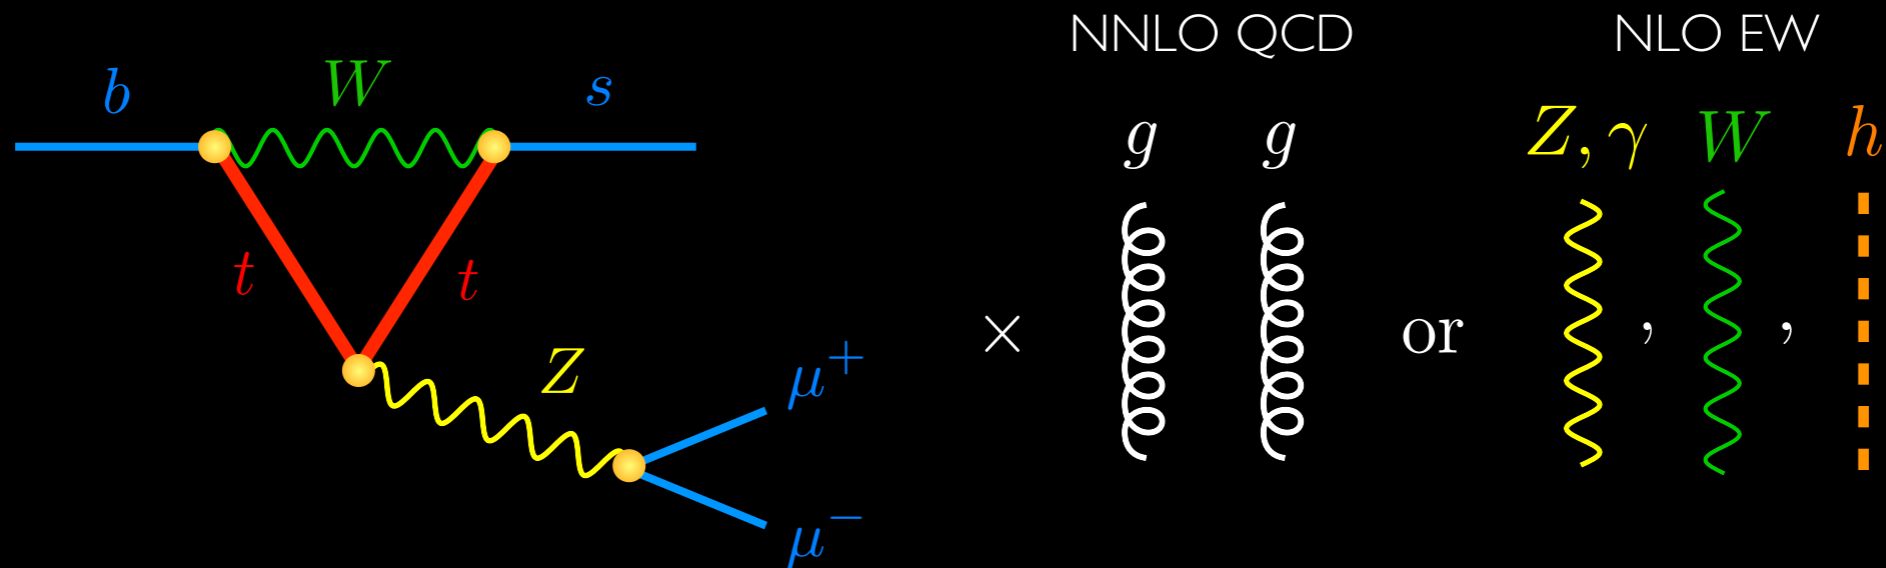 NNLO QCD NLO EW
b W s
g g Z, γ W h
t t
× or , ,
Z μ⁺
μ⁻